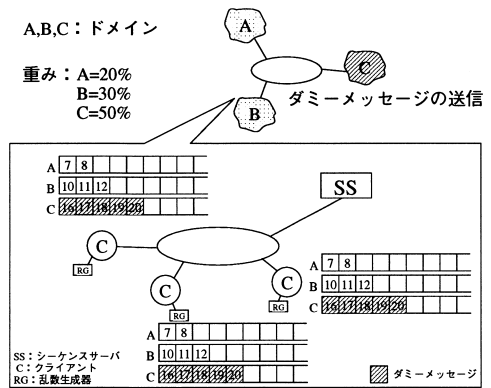 A,B,C：ドメイン
重み：A=20%
B=30%
C=50%
A
B
C
ダミーメッセージの送信
A 7 8
B 10 11 12
C 16 17 18 19 20
SS
C
RG
C
RG
C
RG
A 7 8
B 10 11 12
C 16 17 18 19 20
A 7 8
B 10 11 12
C 16 17 18 19 20
SS：シーケンスサーバ
C：クライアント
RG：乱数生成器
ダミーメッセージ